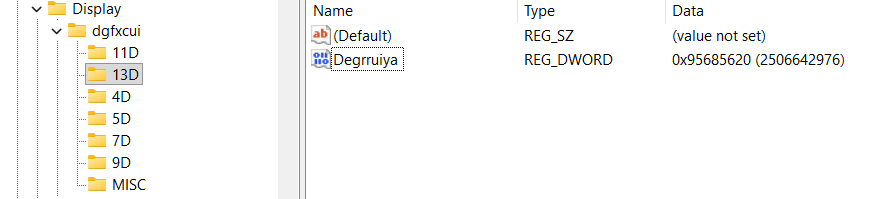 Display
dgfxcui
11D
13D
4D
5D
7D
9D
MISC
Name Type Data
(Default) REG_SZ (value not set)
Degrruiya REG_DWORD 0x95685620 (2506642976)